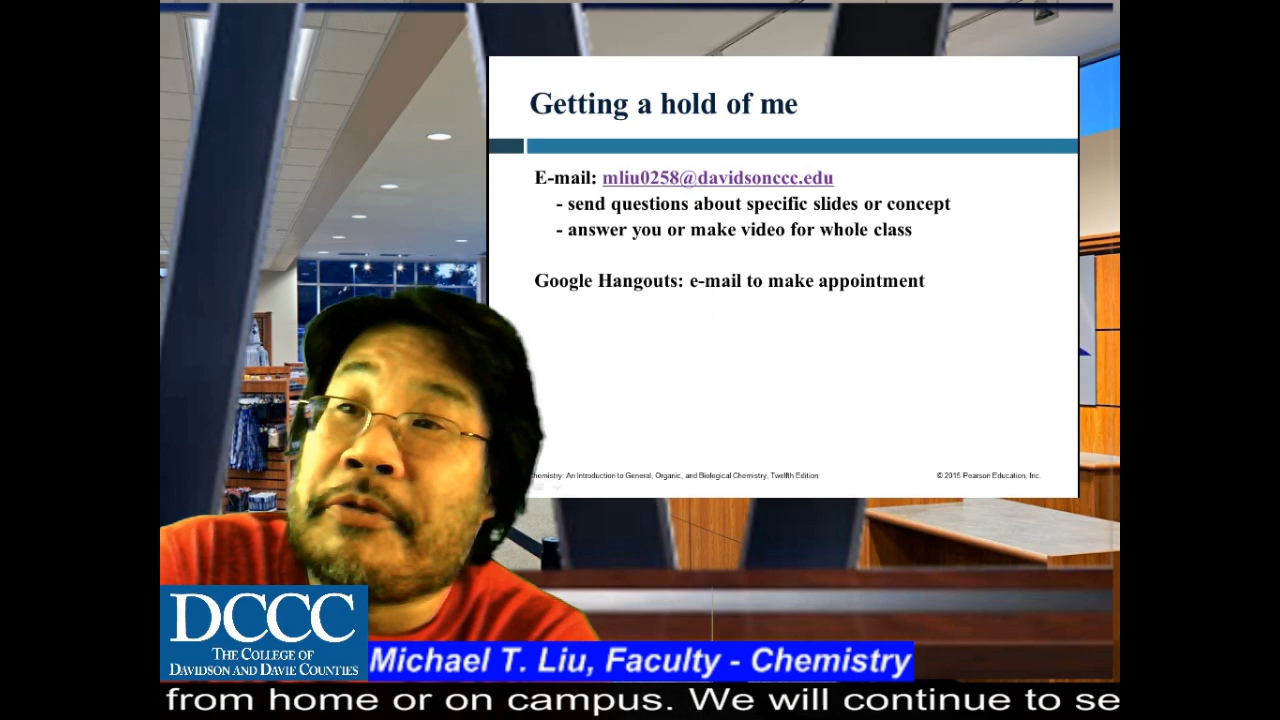 Getting a hold of me
E-mail: mliu0258@davidsonccc.edu
- send questions about specific slides or concept
- answer you or make video for whole class
Google Hangouts: e-mail to make appointment
hemistry: An Introduction to General, Organic, and Biological Chemistry, Twelfth Edition
© 2015 Pearson Education, Inc.
DCCC
THE COLLEGE OF
DAVIDSON AND DAVIE COUNTIES
Michael T. Liu, Faculty - Chemistry
from home or on campus. We will continue to se